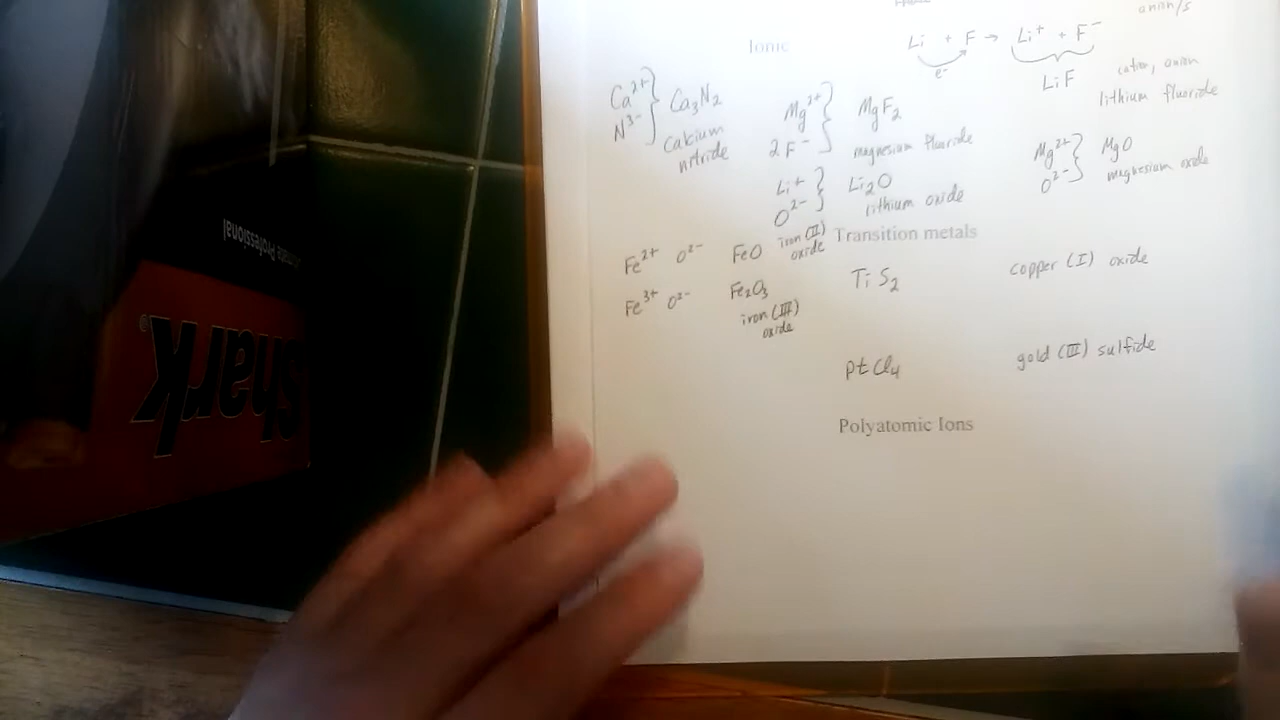 anion/s
Ionic
Li + F → Li⁺ + F⁻
e⁻
LiF
cation, anion
lithium fluoride
Ca²⁺
N³⁻
Ca₃N₂
Calcium
nitride
Mg²⁺
2 F⁻
MgF₂
magnesium fluoride
Mg²⁺
O²⁻
MgO
magnesium oxide
Li⁺
O²⁻
Li₂O
lithium oxide
Transition metals
Fe²⁺ O²⁻ FeO iron (II)
oxide
Fe³⁺ O²⁻ Fe₂O₃
iron (III)
oxide
TiS₂
copper (I) oxide
PtCl₄
gold (III) sulfide
Polyatomic Ions
Professional
Shark®